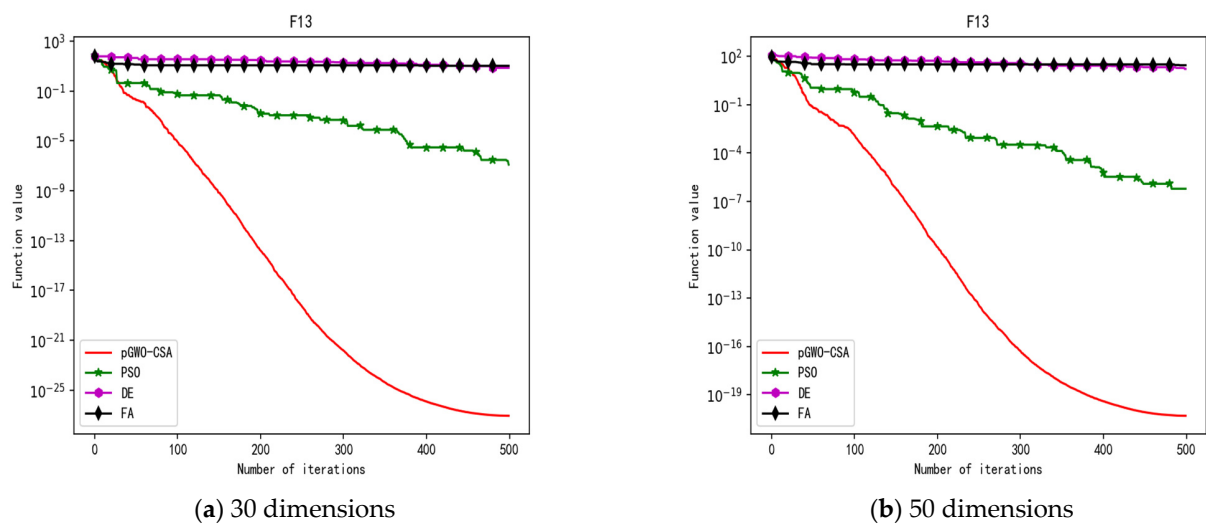 F13
10^3
10^-1
10^-5
10^-9
10^-13
10^-17
10^-21
10^-25
Function value
pGWO-CSA
PSO
DE
FA
0 100 200 300 400 500
Number of iterations
(a) 30 dimensions
F13
10^2
10^-1
10^-4
10^-7
10^-10
10^-13
10^-16
10^-19
Function value
pGWO-CSA
PSO
DE
FA
0 100 200 300 400 500
Number of iterations
(b) 50 dimensions